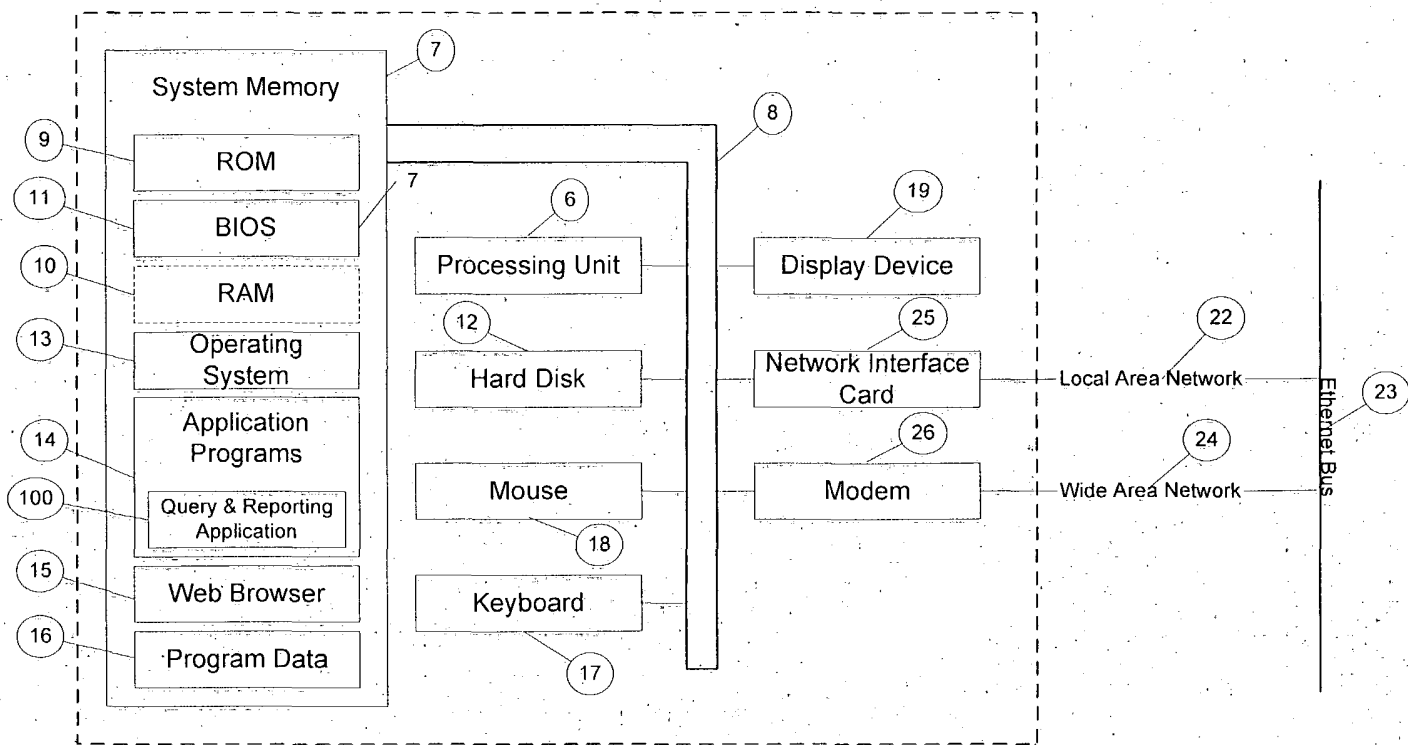 7
System Memory
8
9
ROM
7
11
BIOS
6
19
10
RAM
Processing Unit
Display Device
13
Operating
System
12
25
22
Hard Disk
Network Interface
Card
Local Area Network
Ethernet Bus
23
14
Application
Programs
26
24
100
Query & Reporting
Application
Mouse
Modem
Wide Area Network
18
15
Web Browser
Keyboard
16
Program Data
17